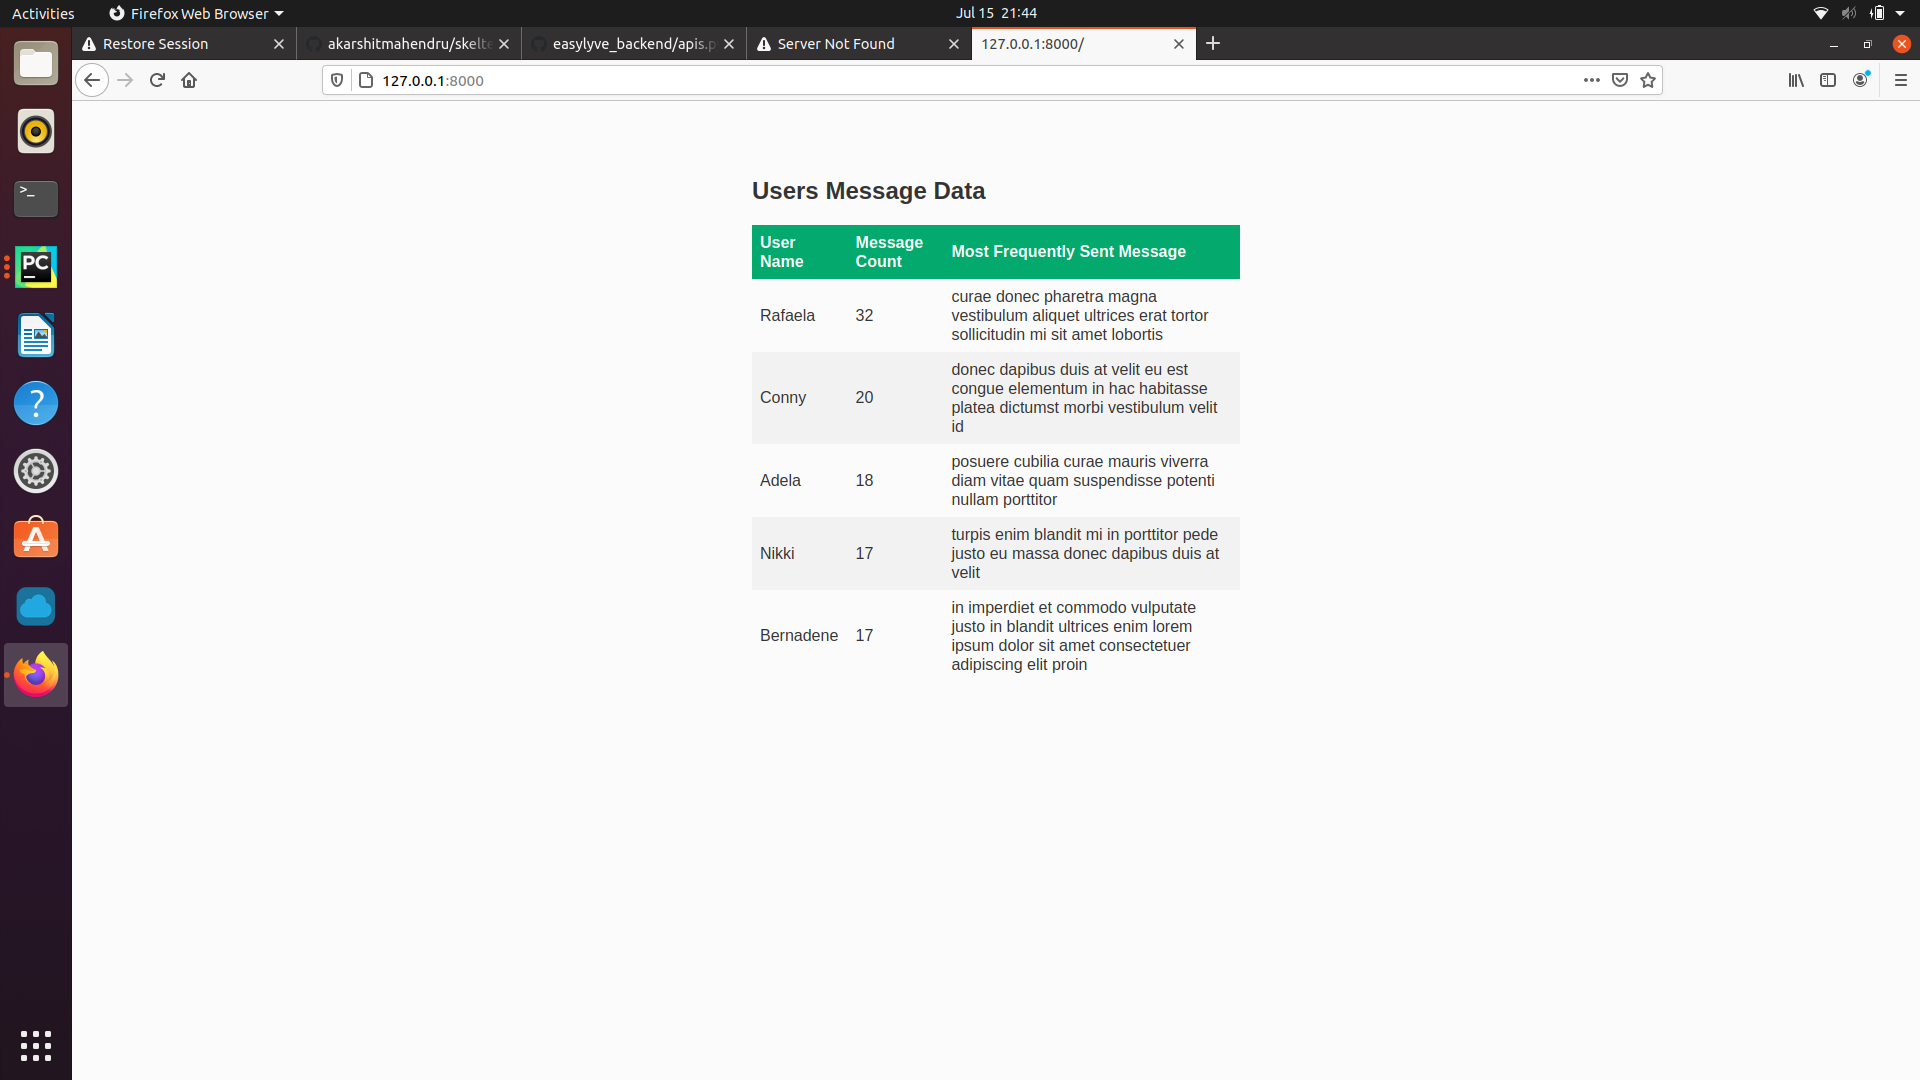 Activities
Firefox Web Browser
Jul 15 21:44
Restore Session
akarshitmahendru/skelte
easylyve_backend/apis.p
Server Not Found
127.0.0.1:8000/
127.0.0.1:8000
Users Message Data
User Name
Message Count
Most Frequently Sent Message
Rafaela
32
curae donec pharetra magna
vestibulum aliquet ultrices erat tortor
sollicitudin mi sit amet lobortis
Conny
20
donec dapibus duis at velit eu est
congue elementum in hac habitasse
platea dictumst morbi vestibulum velit
id
Adela
18
posuere cubilia curae mauris viverra
diam vitae quam suspendisse potenti
nullam porttitor
Nikki
17
turpis enim blandit mi in porttitor pede
justo eu massa donec dapibus duis at
velit
Bernadene
17
in imperdiet et commodo vulputate
justo in blandit ultrices enim lorem
ipsum dolor sit amet consectetuer
adipiscing elit proin
>_
PC
?